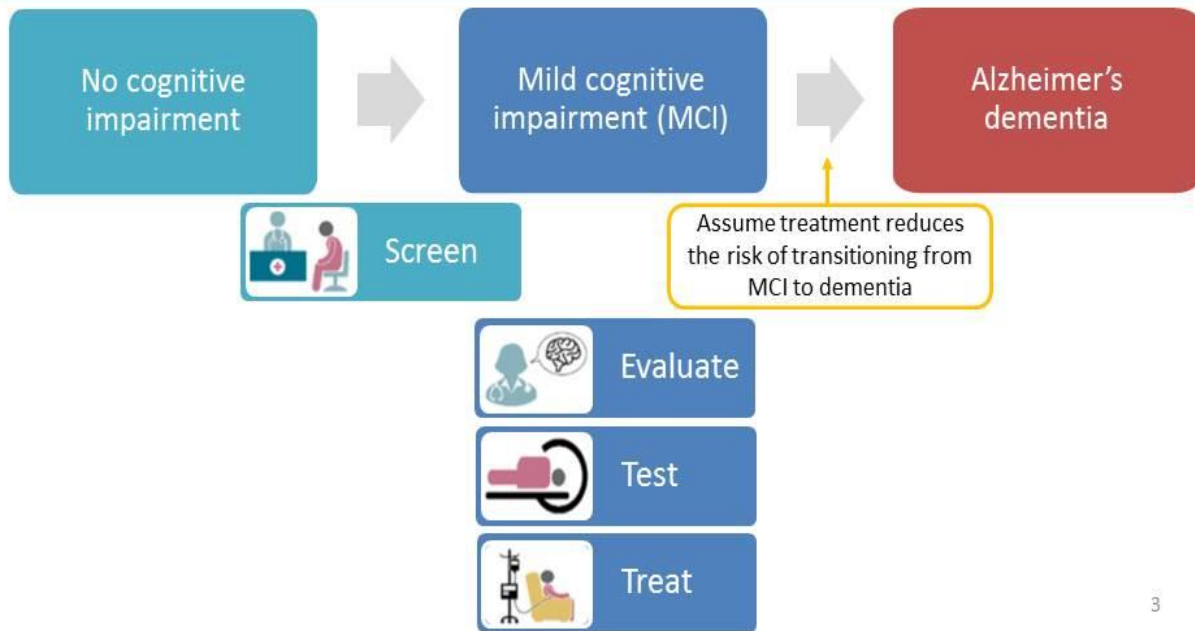 No cognitive
impairment
Mild cognitive
impairment (MCI)
Alzheimer’s
dementia
Screen
Assume treatment reduces
the risk of transitioning from
MCI to dementia
Evaluate
Test
Treat
3